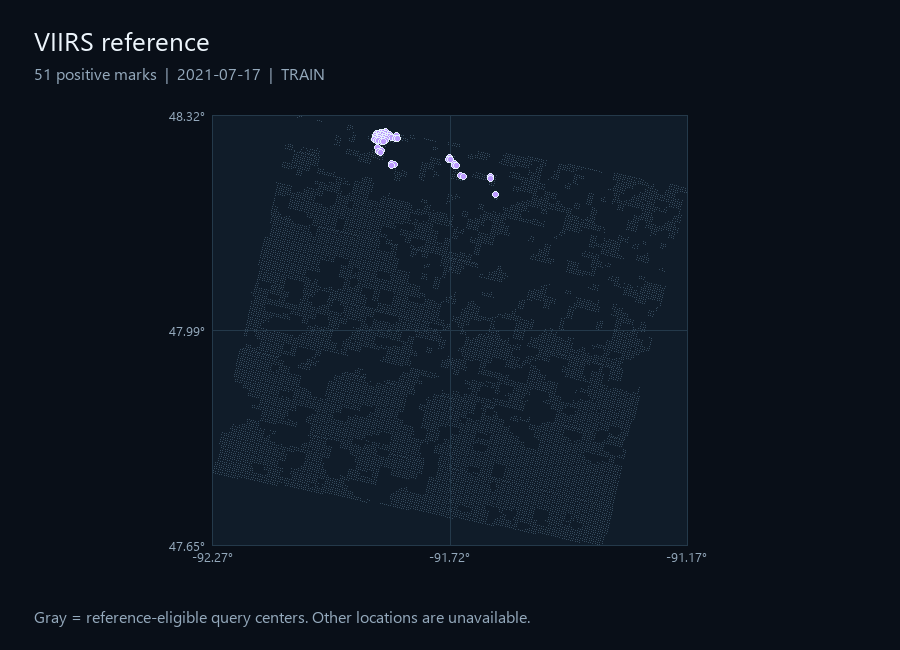 VIIRS reference
51 positive marks | 2021-07-17 | TRAIN
48.32°
47.99°
47.65°
-92.27°
-91.72°
-91.17°
Gray = reference-eligible query centers. Other locations are unavailable.